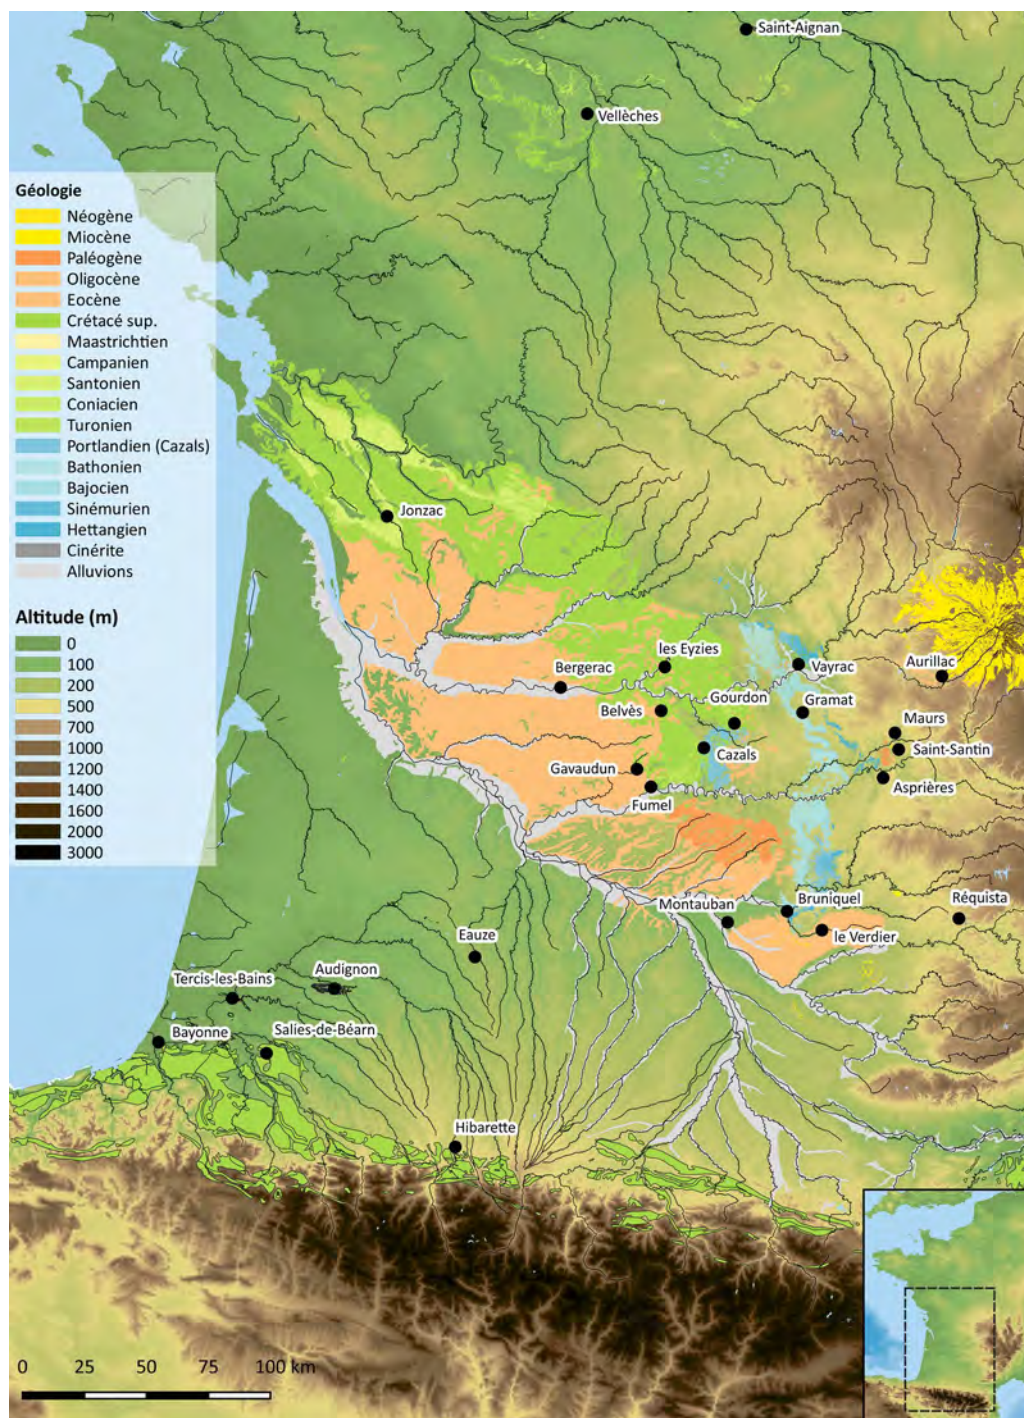 Saint-Aignan
Vellèches
Géologie
Néogène
Miocène
Paléogène
Oligocène
Eocène
Crétacé sup.
Maastrichtien
Campanien
Santonien
Coniacien
Turonien
Portlandien (Cazals)
Bathonien
Bajocien
Sinémurien
Hettangien
Cinérite
Alluvions
Altitude (m)
0
100
200
500
700
1000
1200
1400
1600
2000
3000
Jonzac
les Eyzies
Vayrac
Aurillac
Bergerac
Gourdon
Gramat
Belvès
Maurs
Cazals
Saint-Santin
Gavaudun
Asprières
Fumel
Bruniquel
Réquista
Montauban
le Verdier
Eauze
Audignon
Tercis-les-Bains
Bayonne
Salies-de-Béarn
Hibarette
0 25 50 75 100 km